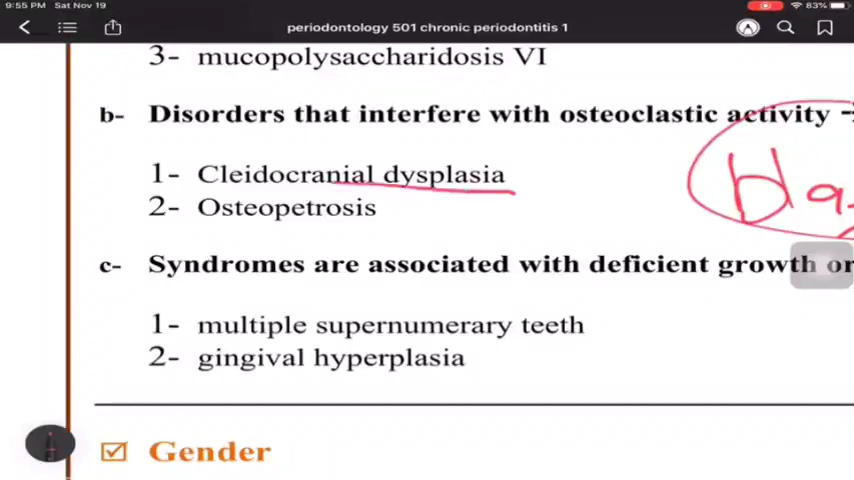 9:55 PM Sat Nov 19 83%
periodontology 501 chronic periodontitis 1
3- mucopolysaccharidosis VI
b- Disorders that interfere with osteoclastic activity
1- Cleidocranial dysplasia
2- Osteopetrosis
c- Syndromes are associated with deficient growth or
1- multiple supernumerary teeth
2- gingival hyperplasia
Gender